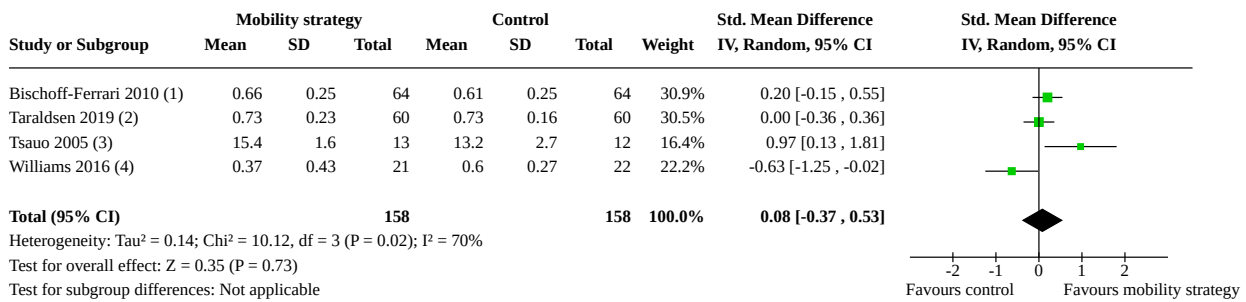 Mobility strategy Control Std. Mean Difference Std. Mean Difference
Study or Subgroup Mean SD Total Mean SD Total Weight IV, Random, 95% CI IV, Random, 95% CI
Bischoff-Ferrari 2010 (1) 0.66 0.25 64 0.61 0.25 64 30.9% 0.20 [-0.15 , 0.55]
Taraldsen 2019 (2) 0.73 0.23 60 0.73 0.16 60 30.5% 0.00 [-0.36 , 0.36]
Tsauo 2005 (3) 15.4 1.6 13 13.2 2.7 12 16.4% 0.97 [0.13 , 1.81]
Williams 2016 (4) 0.37 0.43 21 0.6 0.27 22 22.2% -0.63 [-1.25 , -0.02]
Total (95% CI) 158 158 100.0% 0.08 [-0.37 , 0.53]
Heterogeneity: Tau² = 0.14; Chi² = 10.12, df = 3 (P = 0.02); I² = 70%
Test for overall effect: Z = 0.35 (P = 0.73) -2 -1 0 1 2
Test for subgroup differences: Not applicable Favours control Favours mobility strategy